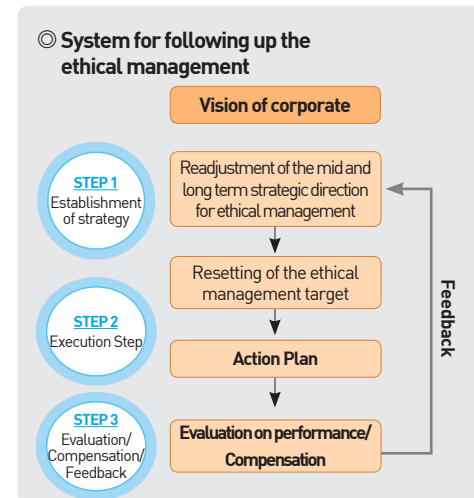 ◎ System for following up the
ethical management
Vision of corporate
STEP 1
Establishment
of strategy
Readjustment of the mid and
long term strategic direction
for ethical management
Resetting of the ethical
management target
STEP 2
Execution Step
Action Plan
STEP 3
Evaluation/
Compensation/
Feedback
Evaluation on performance/
Compensation
Feedback